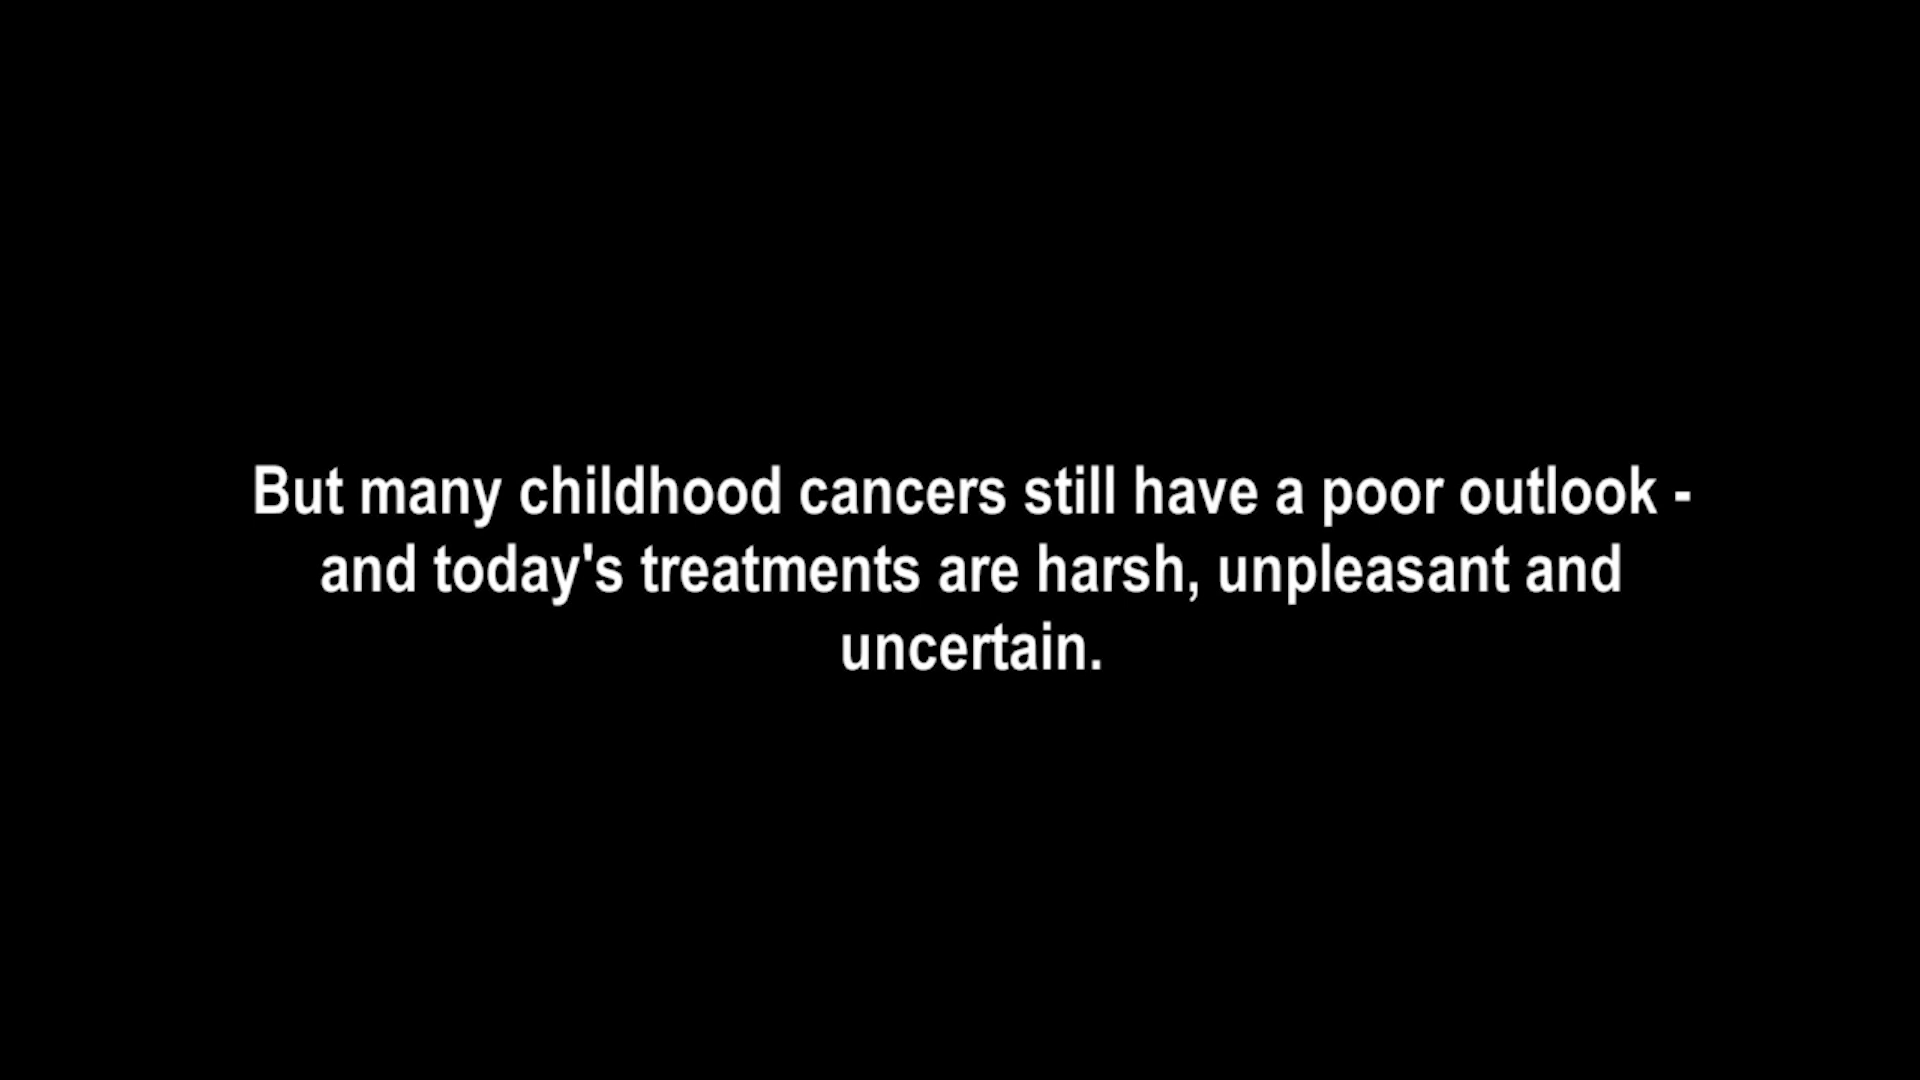 But many childhood cancers still have a poor outlook -
and today's treatments are harsh, unpleasant and
uncertain.